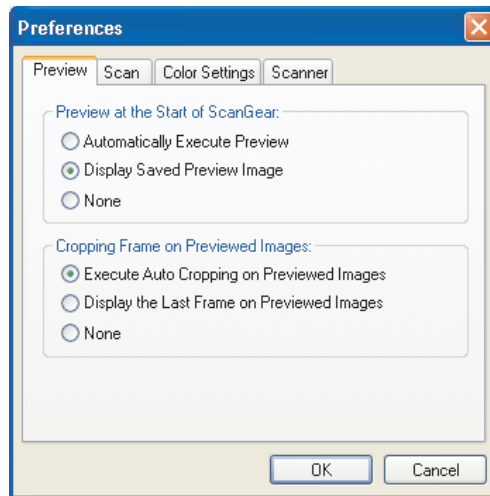 Preferences
Preview Scan Color Settings Scanner
Preview at the Start of ScanGear:
Automatically Execute Preview
Display Saved Preview Image
None
Cropping Frame on Previewed Images:
Execute Auto Cropping on Previewed Images
Display the Last Frame on Previewed Images
None
OK Cancel